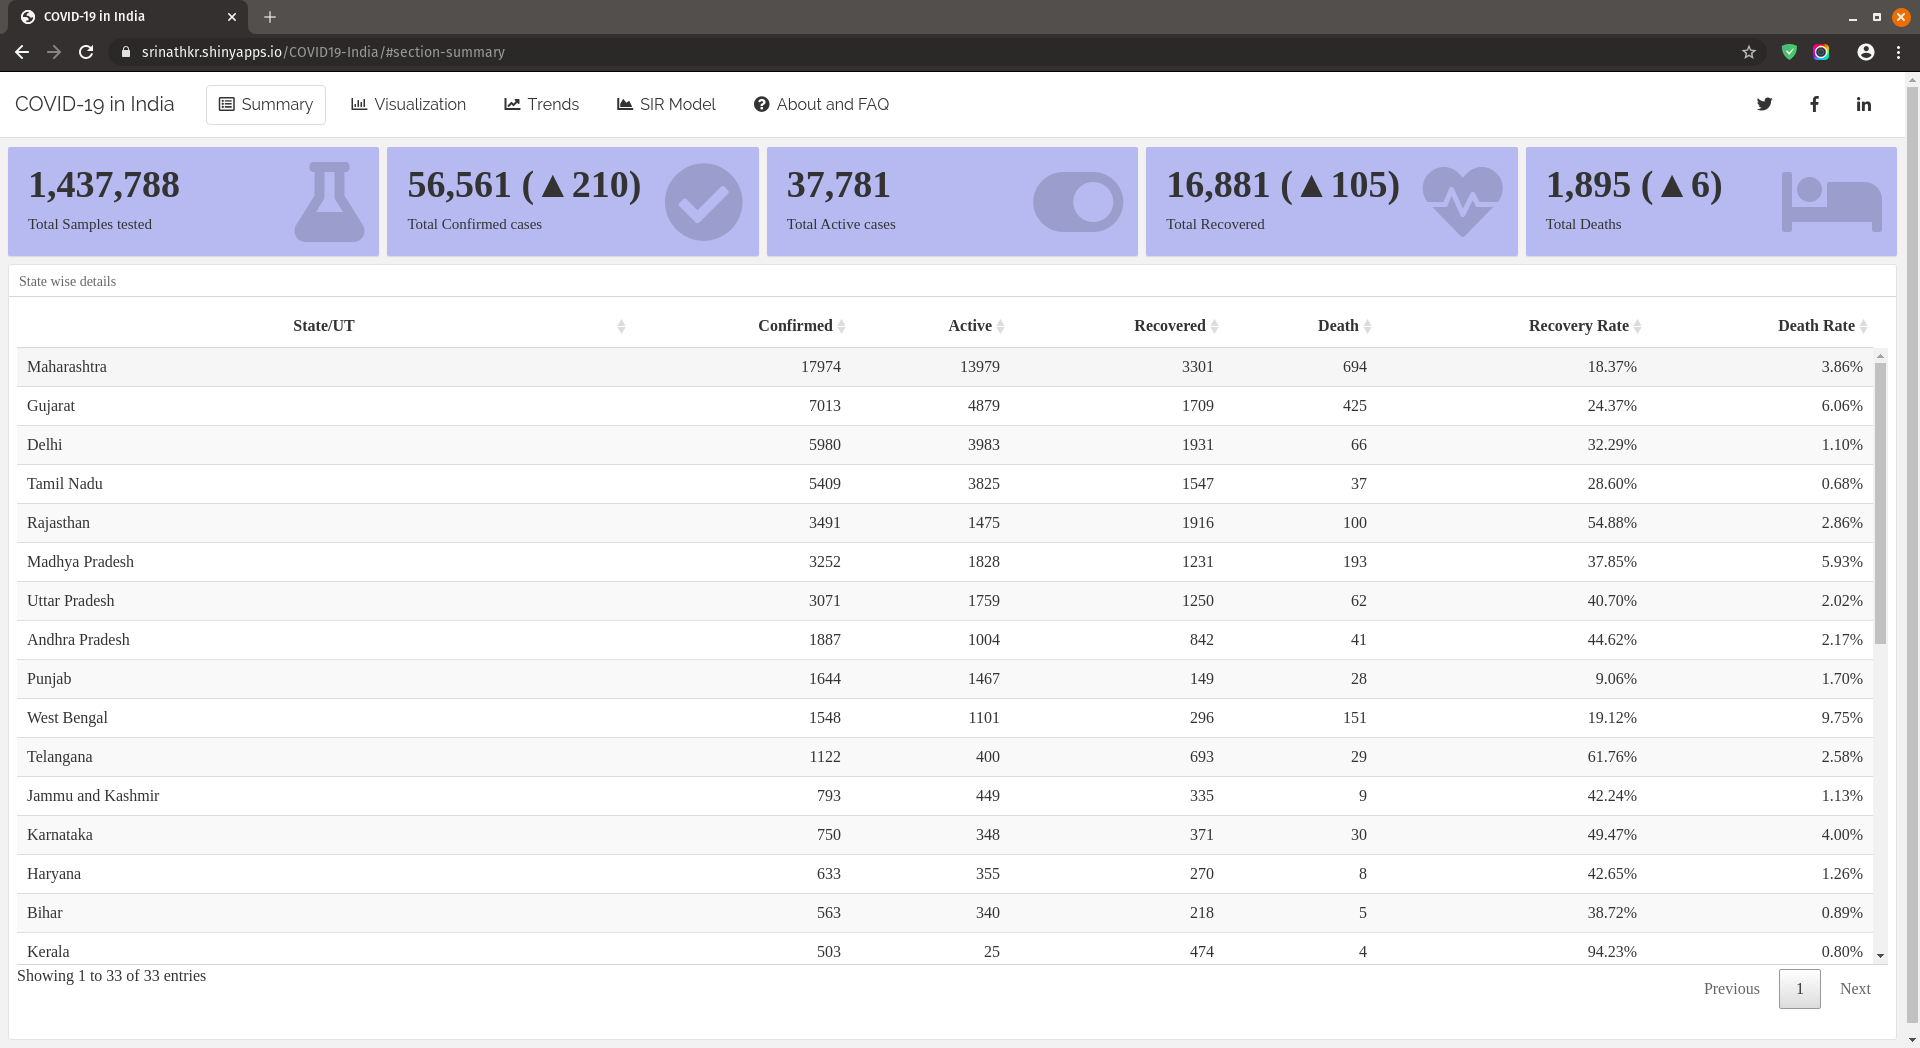 COVID-19 in India
srinathkr.shinyapps.io/COVID19-India/#section-summary
COVID-19 in India Summary Visualization Trends SIR Model About and FAQ
1,437,788
Total Samples tested
56,561 (▲210)
Total Confirmed cases
37,781
Total Active cases
16,881 (▲105)
Total Recovered
1,895 (▲6)
Total Deaths
State wise details
State/UT Confirmed Active Recovered Death Recovery Rate Death Rate
Maharashtra 17974 13979 3301 694 18.37% 3.86%
Gujarat 7013 4879 1709 425 24.37% 6.06%
Delhi 5980 3983 1931 66 32.29% 1.10%
Tamil Nadu 5409 3825 1547 37 28.60% 0.68%
Rajasthan 3491 1475 1916 100 54.88% 2.86%
Madhya Pradesh 3252 1828 1231 193 37.85% 5.93%
Uttar Pradesh 3071 1759 1250 62 40.70% 2.02%
Andhra Pradesh 1887 1004 842 41 44.62% 2.17%
Punjab 1644 1467 149 28 9.06% 1.70%
West Bengal 1548 1101 296 151 19.12% 9.75%
Telangana 1122 400 693 29 61.76% 2.58%
Jammu and Kashmir 793 449 335 9 42.24% 1.13%
Karnataka 750 348 371 30 49.47% 4.00%
Haryana 633 355 270 8 42.65% 1.26%
Bihar 563 340 218 5 38.72% 0.89%
Kerala 503 25 474 4 94.23% 0.80%
Showing 1 to 33 of 33 entries
Previous 1 Next